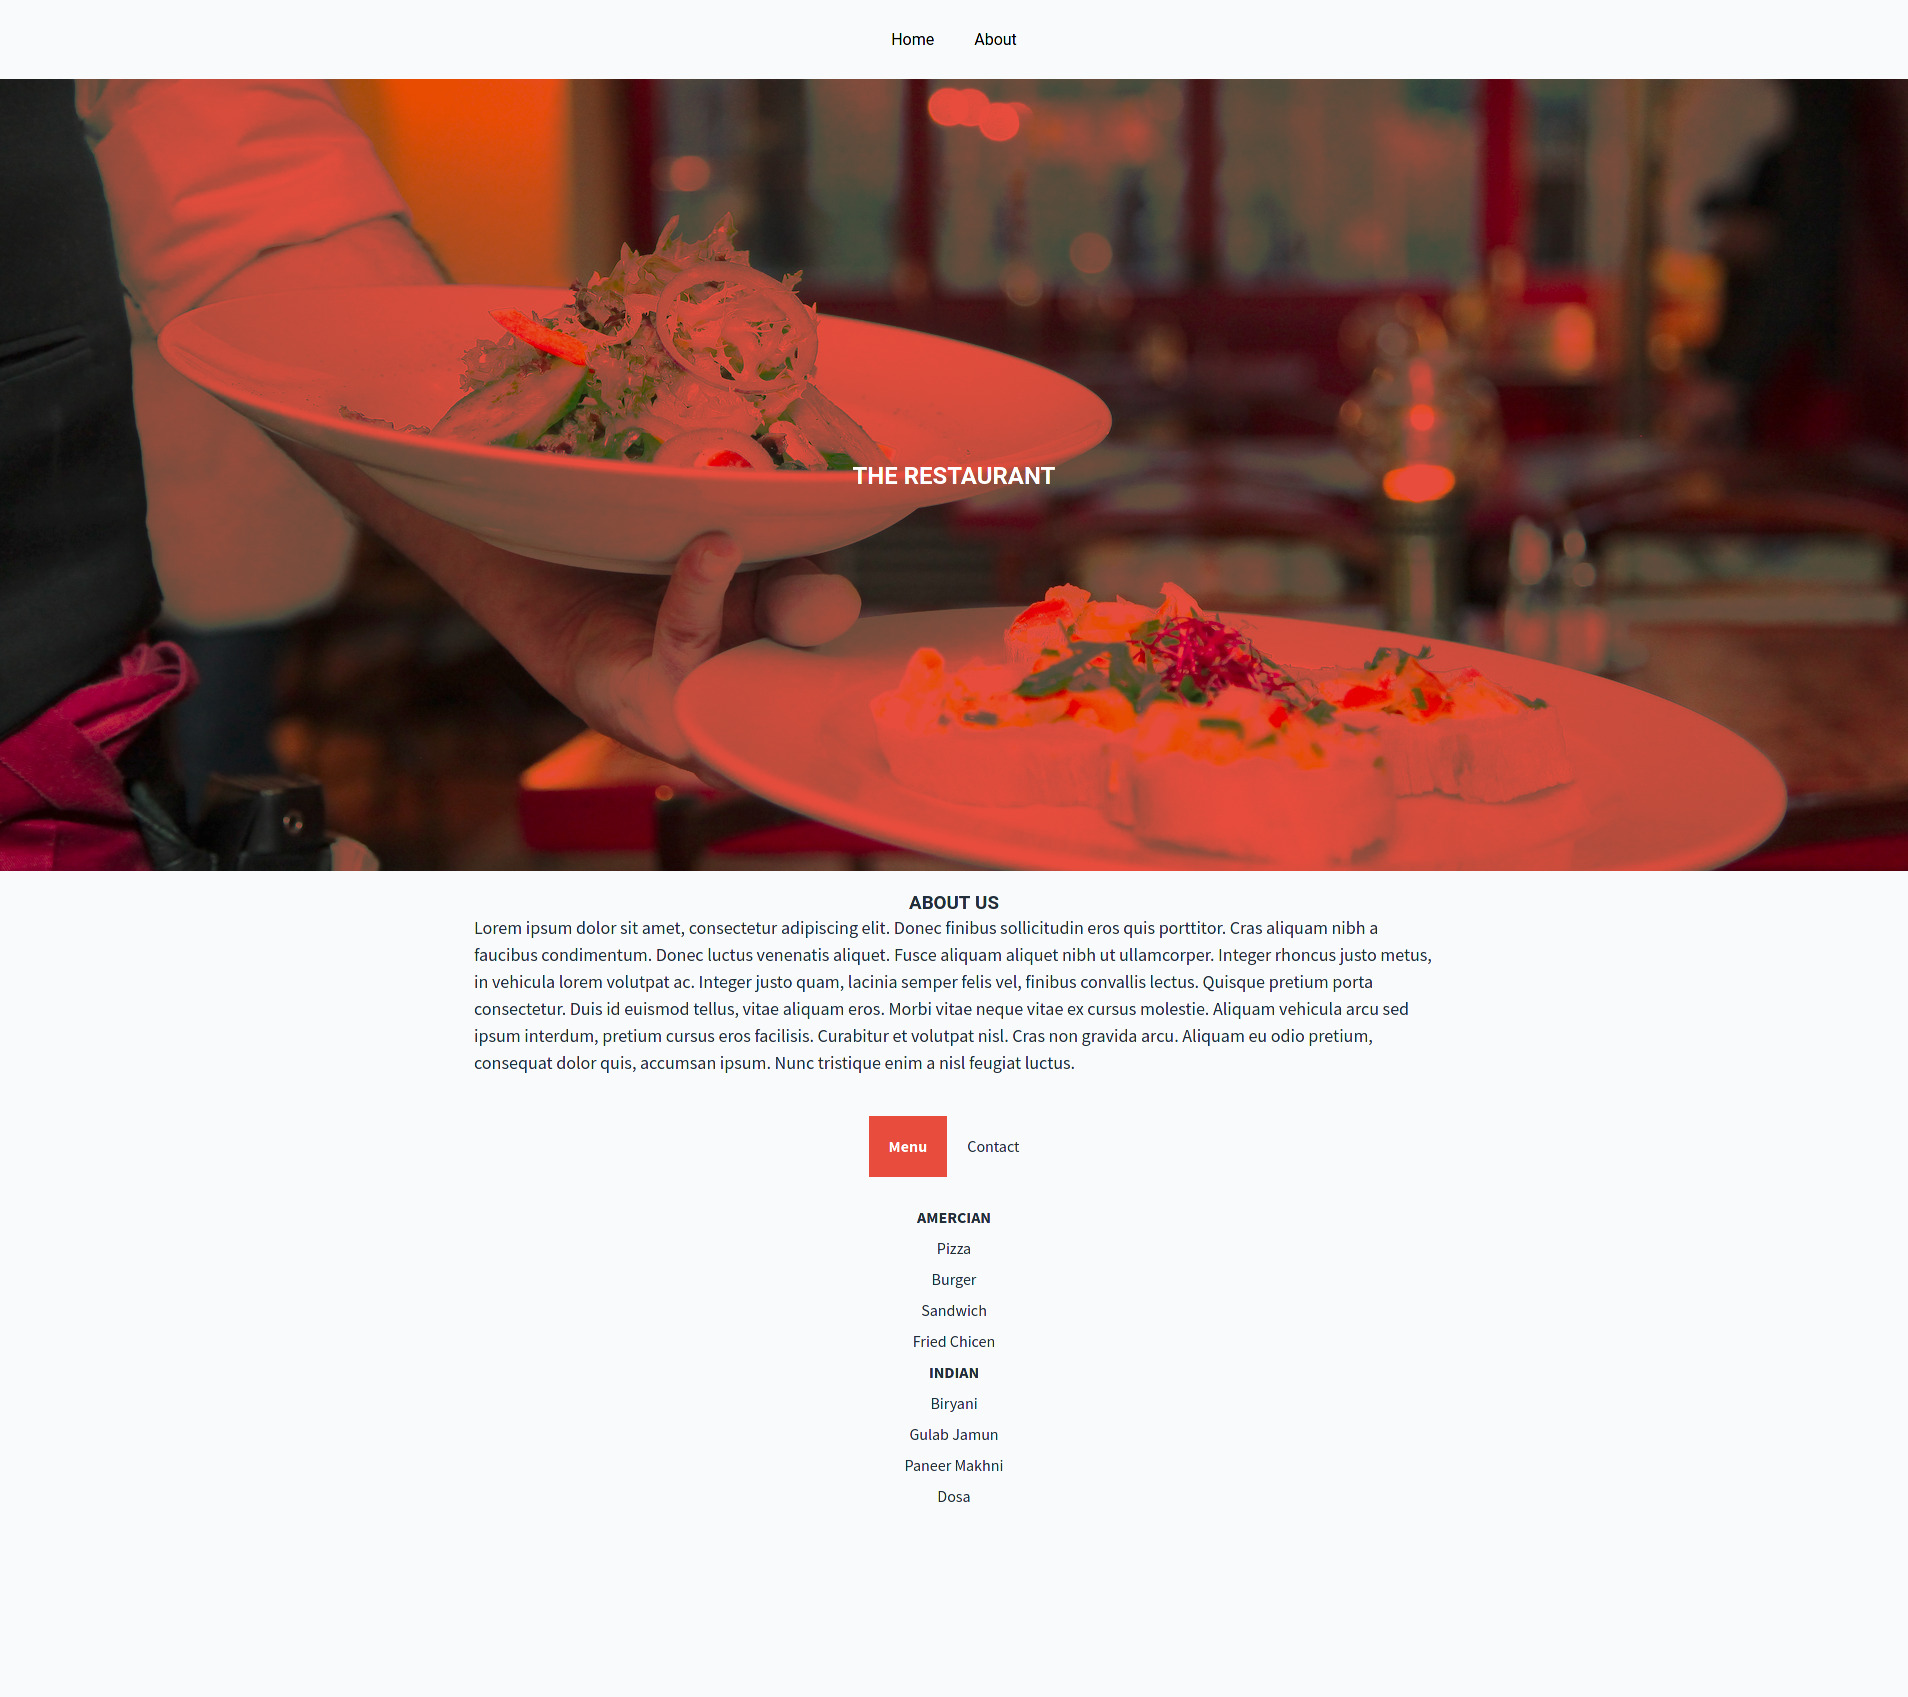 Home About
THE RESTAURANT
ABOUT US
Lorem ipsum dolor sit amet, consectetur adipiscing elit. Donec finibus sollicitudin eros quis porttitor. Cras aliquam nibh a
faucibus condimentum. Donec luctus venenatis aliquet. Fusce aliquam aliquet nibh ut ullamcorper. Integer rhoncus justo metus,
in vehicula lorem volutpat ac. Integer justo quam, lacinia semper felis vel, finibus convallis lectus. Quisque pretium porta
consectetur. Duis id euismod tellus, vitae aliquam eros. Morbi vitae neque vitae ex cursus molestie. Aliquam vehicula arcu sed
ipsum interdum, pretium cursus eros facilisis. Curabitur et volutpat nisl. Cras non gravida arcu. Aliquam eu odio pretium,
consequat dolor quis, accumsan ipsum. Nunc tristique enim a nisl feugiat luctus.
Menu Contact
AMERCIAN
Pizza
Burger
Sandwich
Fried Chicen
INDIAN
Biryani
Gulab Jamun
Paneer Makhni
Dosa